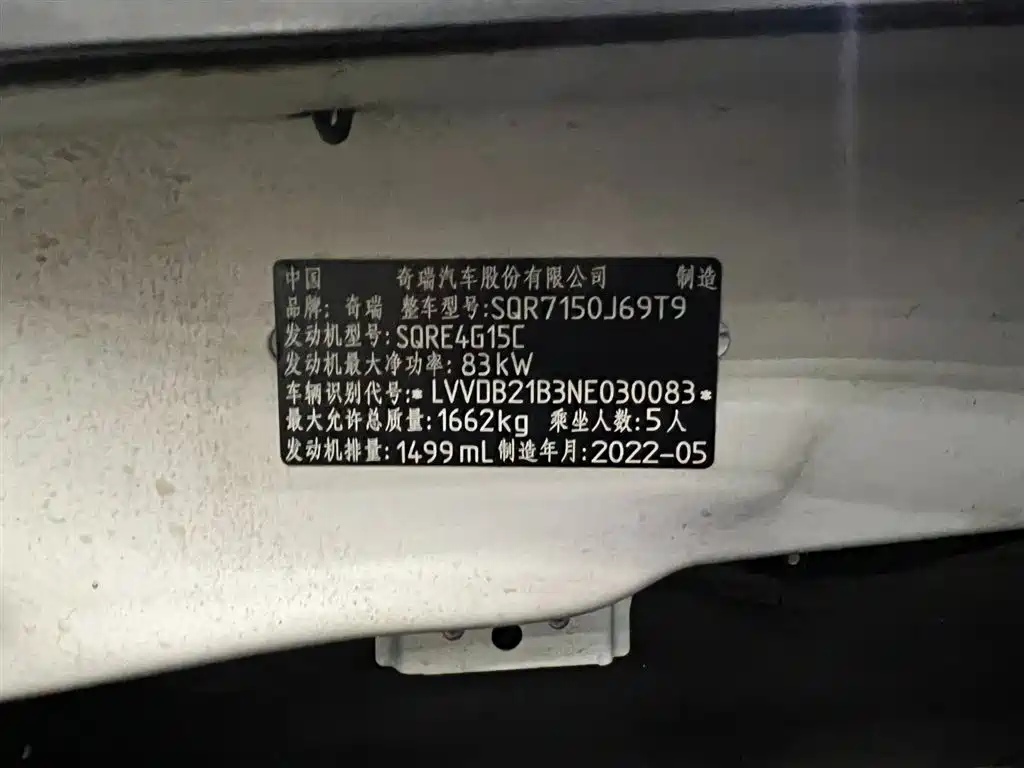 中国 奇瑞汽车股份有限公司 制造
品牌: 奇瑞 整车型号:SQR7150J69T9
发动机型号:SQRE4G15C
发动机最大净功率:83kW
车辆识别代号:*LVVDB21B3NE030083*
最大允许总质量:1662kg 乘坐人数:5人
发动机排量:1499mL 制造年月:2022-05